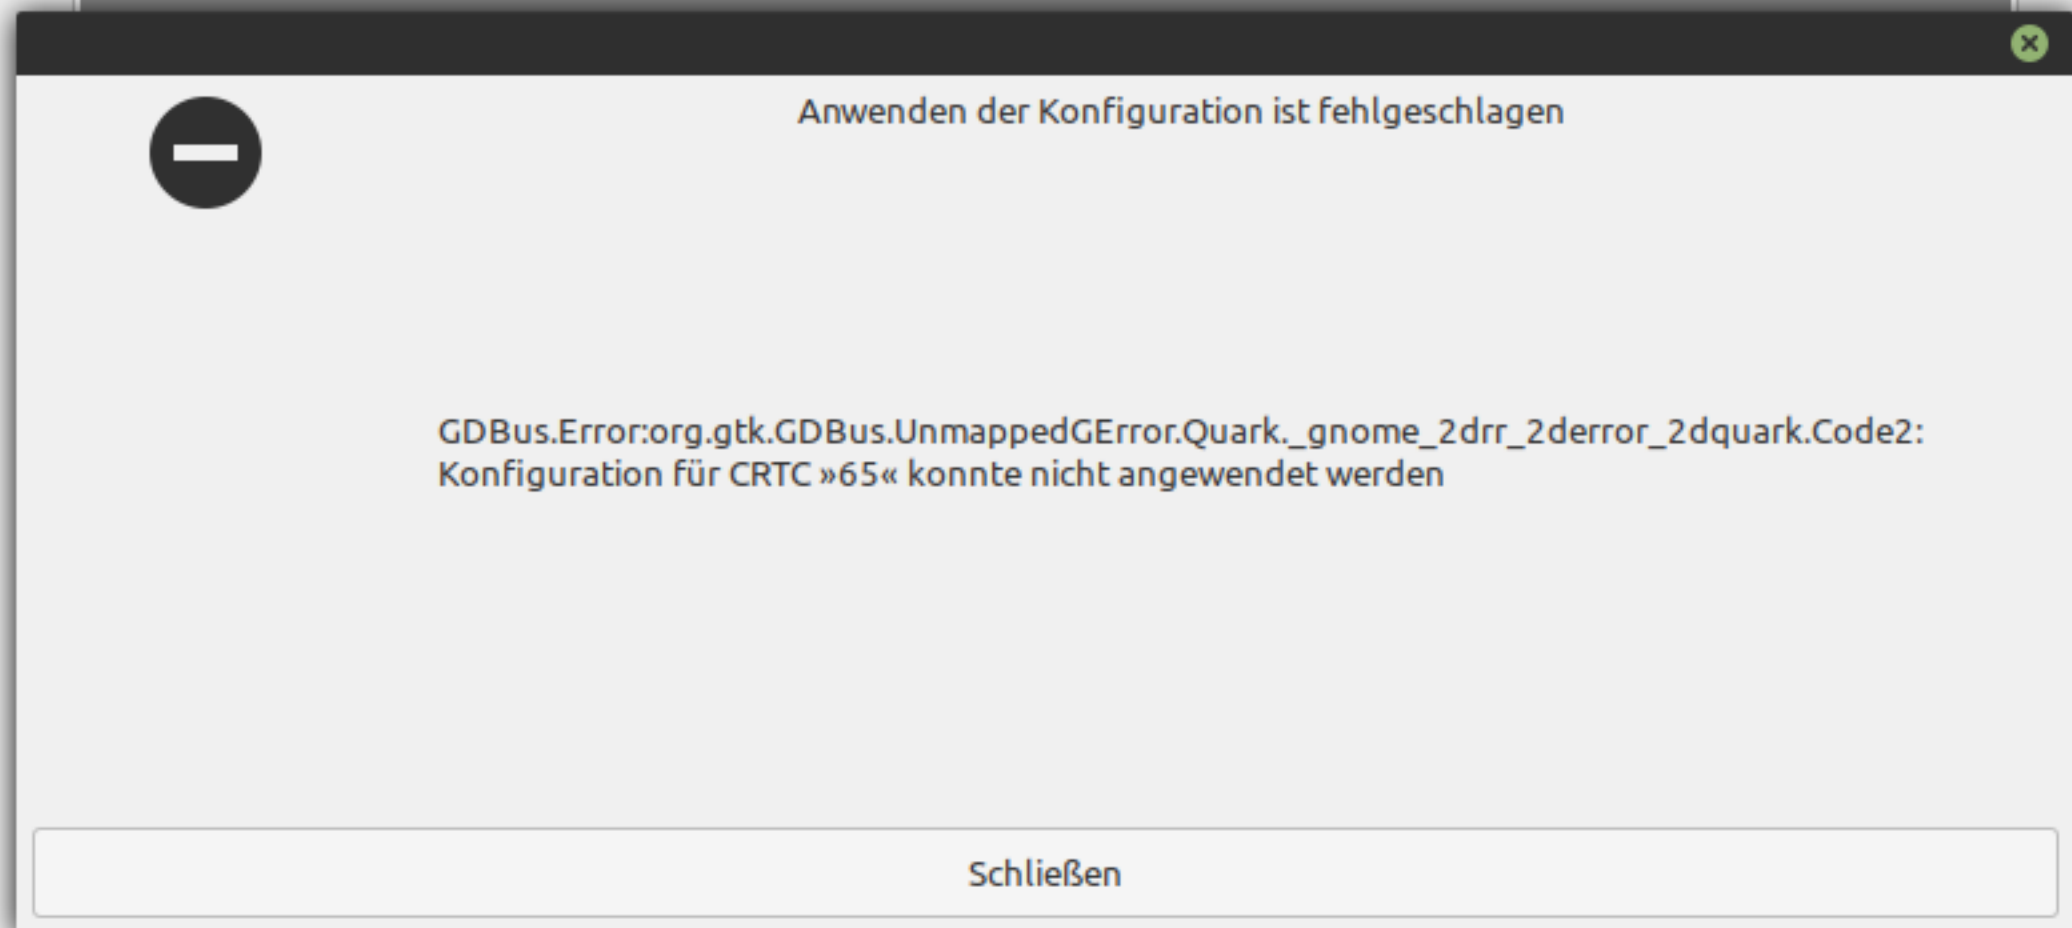 Anwenden der Konfiguration ist fehlgeschlagen
GDBus.Error:org.gtk.GDBus.UnmappedGError.Quark._gnome_2drr_2derror_2dquark.Code2:
Konfiguration für CRTC »65« konnte nicht angewendet werden
Schließen